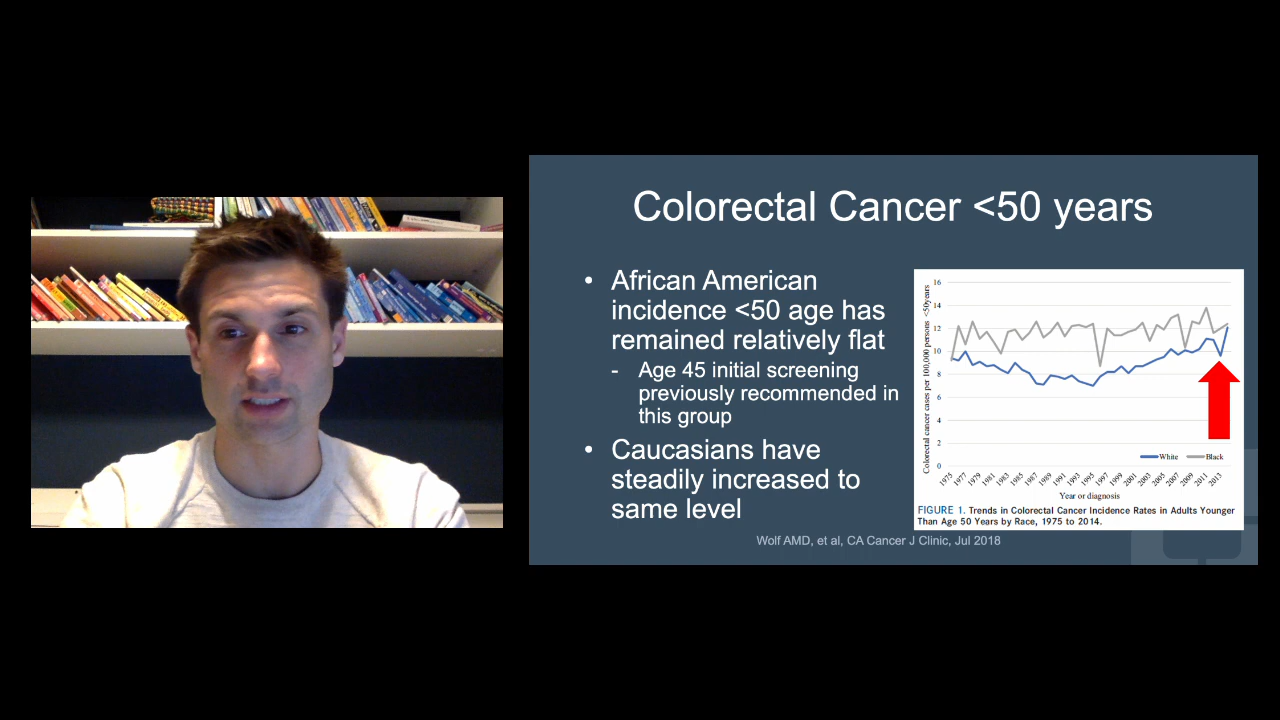 Colorectal Cancer <50 years
• African American
incidence <50 age has
remained relatively flat
- Age 45 initial screening
previously recommended in
this group
• Caucasians have
steadily increased to
same level
Colorectal cancer cases per 100,000 persons <50years
16
14
12
10
8
6
4
2
0
1975
1977
1979
1981
1983
1985
1987
1989
1991
1993
1995
1997
1999
2001
2003
2005
2007
2009
2011
2013
White Black
Year or diagnosis
FIGURE 1. Trends in Colorectal Cancer Incidence Rates in Adults Younger
Than Age 50 Years by Race, 1975 to 2014.
Wolf AMD, et al, CA Cancer J Clinic, Jul 2018